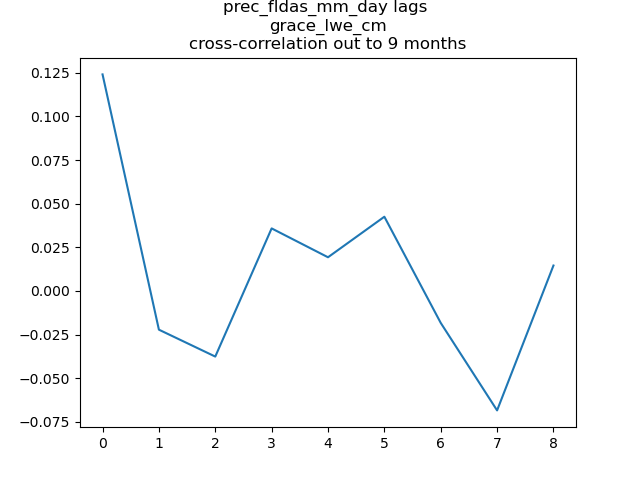 prec_fldas_mm_day lags
grace_lwe_cm
cross-correlation out to 9 months
0.125
0.100
0.075
0.050
0.025
0.000
−0.025
−0.050
−0.075
0 1 2 3 4 5 6 7 8